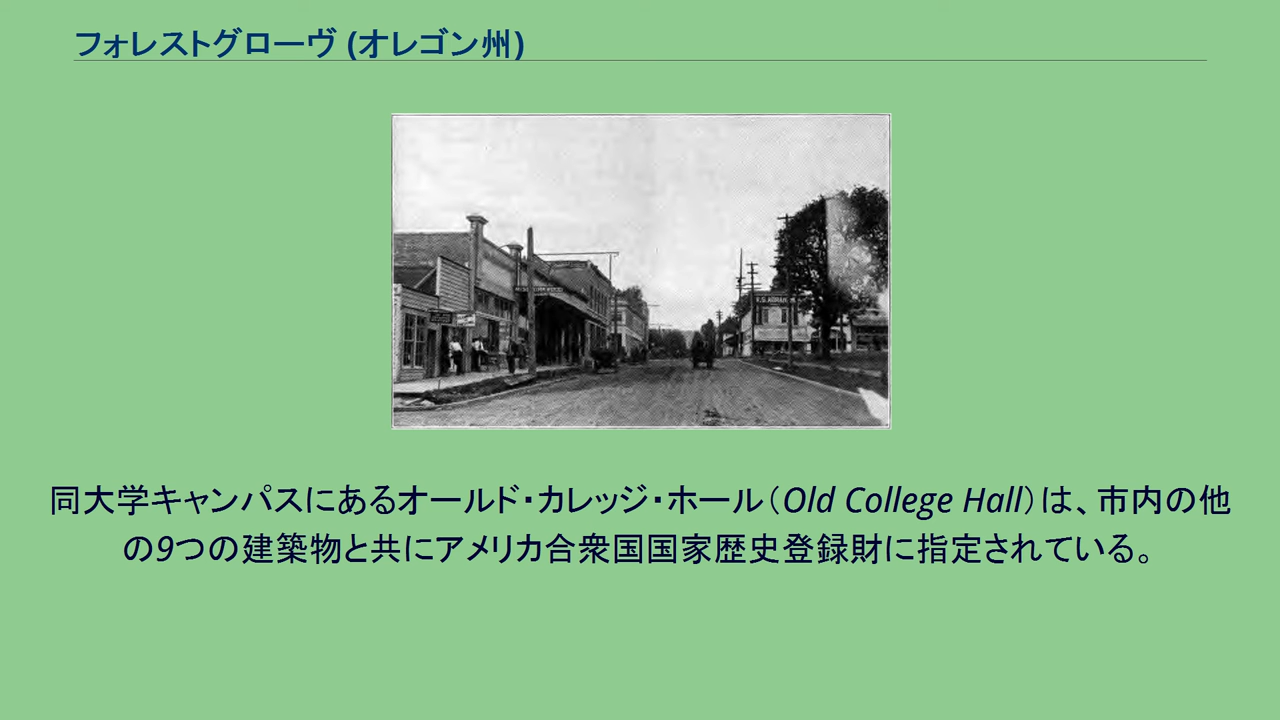 フォレストグローヴ (オレゴン州)
同大学キャンパスにあるオールド・カレッジ・ホール（Old College Hall）は、市内の他
の9つの建築物と共にアメリカ合衆国国家歴史登録財に指定されている。